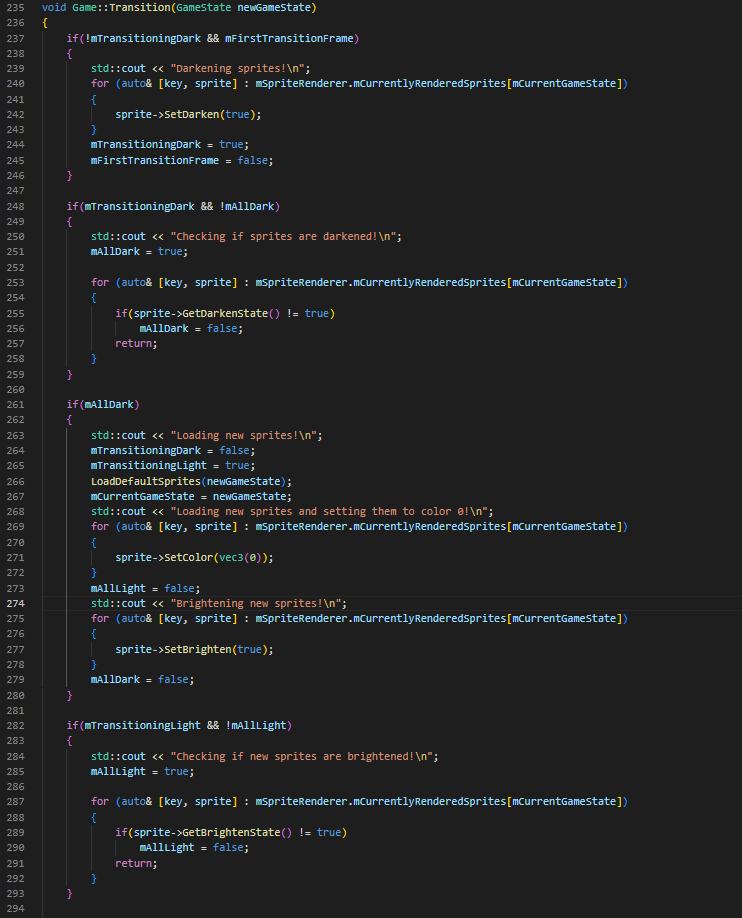 235 void Game::Transition(GameState newGameState)
236 {
237     if(!mTransitioningDark && mFirstTransitionFrame)
238     {
239         std::cout << "Darkening sprites!\n";
240         for (auto& [key, sprite] : mSpriteRenderer.mCurrentlyRenderedSprites[mCurrentGameState])
241         {
242             sprite->SetDarken(true);
243         }
244         mTransitioningDark = true;
245         mFirstTransitionFrame = false;
246     }
247
248     if(mTransitioningDark && !mAllDark)
249     {
250         std::cout << "Checking if sprites are darkened!\n";
251         mAllDark = true;
252
253         for (auto& [key, sprite] : mSpriteRenderer.mCurrentlyRenderedSprites[mCurrentGameState])
254         {
255             if(sprite->GetDarkenState() != true)
256                 mAllDark = false;
257             return;
258         }
259     }
260
261     if(mAllDark)
262     {
263         std::cout << "Loading new sprites!\n";
264         mTransitioningDark = false;
265         mTransitioningLight = true;
266         LoadDefaultSprites(newGameState);
267         mCurrentGameState = newGameState;
268         std::cout << "Loading new sprites and setting them to color 0!\n";
269         for (auto& [key, sprite] : mSpriteRenderer.mCurrentlyRenderedSprites[mCurrentGameState])
270         {
271             sprite->SetColor(vec3(0));
272         }
273         mAllLight = false;
274         std::cout << "Brightening new sprites!\n";
275         for (auto& [key, sprite] : mSpriteRenderer.mCurrentlyRenderedSprites[mCurrentGameState])
276         {
277             sprite->SetBrighten(true);
278         }
279         mAllDark = false;
280     }
281
282     if(mTransitioningLight && !mAllLight)
283     {
284         std::cout << "Checking if new sprites are brightened!\n";
285         mAllLight = true;
286
287         for (auto& [key, sprite] : mSpriteRenderer.mCurrentlyRenderedSprites[mCurrentGameState])
288         {
289             if(sprite->GetBrightenState() != true)
290                 mAllLight = false;
291             return;
292         }
293     }
294